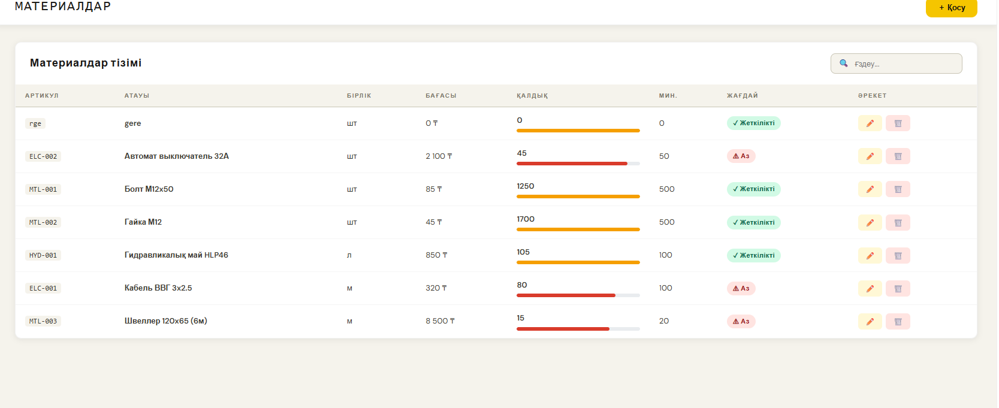 МАТЕРИАЛДАР
+ Қосу
Материалдар тізімі
Ғздеу...
АРТИКУЛ АТАУЫ БІРЛІК БАҒАСЫ ҚАЛДЫҚ МИН. ЖАҒДАЙ ӘРЕКЕТ
rge gere шт 0 ₸ 0 0 ✓ Жеткілікті
ELC-002 Автомат выключатель 32А шт 2 100 ₸ 45 50 ⚠ Аз
MTL-001 Болт М12х50 шт 85 ₸ 1250 500 ✓ Жеткілікті
MTL-002 Гайка М12 шт 45 ₸ 1700 500 ✓ Жеткілікті
HYD-001 Гидравликалық май HLP46 л 850 ₸ 105 100 ✓ Жеткілікті
ELC-001 Кабель ВВГ 3х2.5 м 320 ₸ 80 100 ⚠ Аз
MTL-003 Швеллер 120х65 (6м) м 8 500 ₸ 15 20 ⚠ Аз